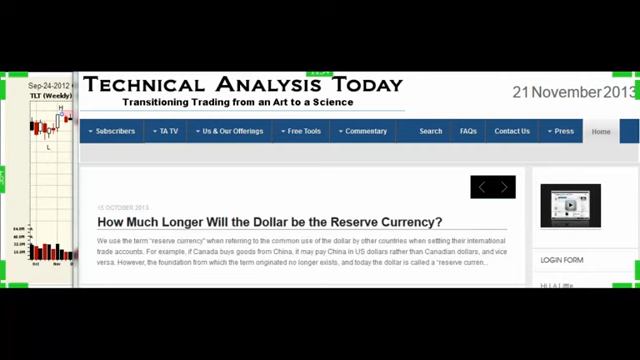 Sep-24-2012
TLT (Weekly)
H
L
Oct Nov
TECHNICAL ANALYSIS TODAY
Transitioning Trading from an Art to a Science
21 November 2013
Subscribers TA TV Us & Our Offerings Free Tools Commentary Search FAQs Contact Us Press Home
15 OCTOBER 2013
How Much Longer Will the Dollar be the Reserve Currency?
We use the term "reserve currency" when referring to the common use of the dollar by other countries when setting their international
trade accounts. For example, if Canada buys goods from China, it may pay China in US dollars rather than Canadian dollars, and vice
versa. However, the foundation from which the term originated no longer exists, and today the dollar is called a "reserve curren...
LOGIN FORM